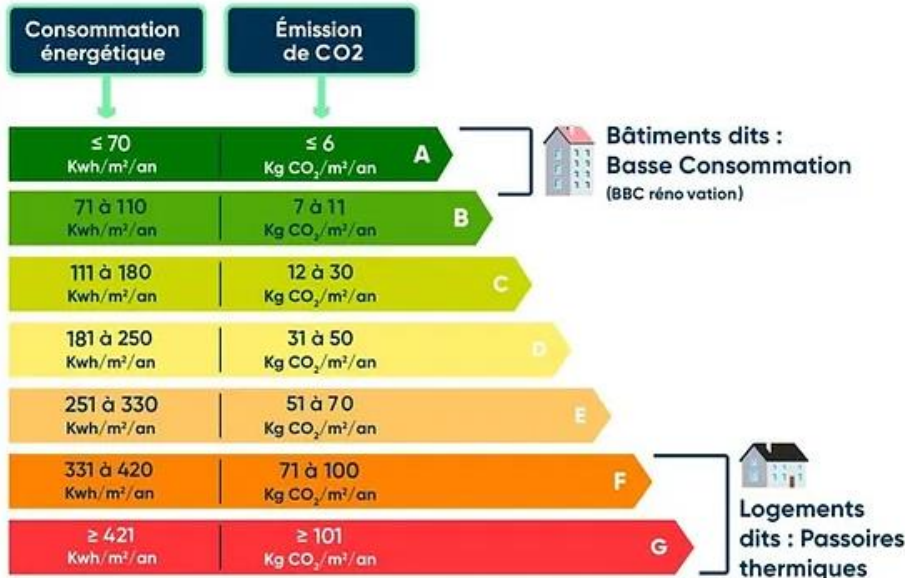 Consommation
énergétique
Émission
de CO2
≤ 70
Kwh/m²/an
≤ 6
Kg CO₂/m²/an
A
71 à 110
Kwh/m²/an
7 à 11
Kg CO₂/m²/an
B
111 à 180
Kwh/m²/an
12 à 30
Kg CO₂/m²/an
C
181 à 250
Kwh/m²/an
31 à 50
Kg CO₂/m²/an
D
251 à 330
Kwh/m²/an
51 à 70
Kg CO₂/m²/an
E
331 à 420
Kwh/m²/an
71 à 100
Kg CO₂/m²/an
F
≥ 421
Kwh/m²/an
≥ 101
Kg CO₂/m²/an
G
Bâtiments dits :
Basse Consommation
(BBC réno vation)
Logements
dits : Passoires
thermiques